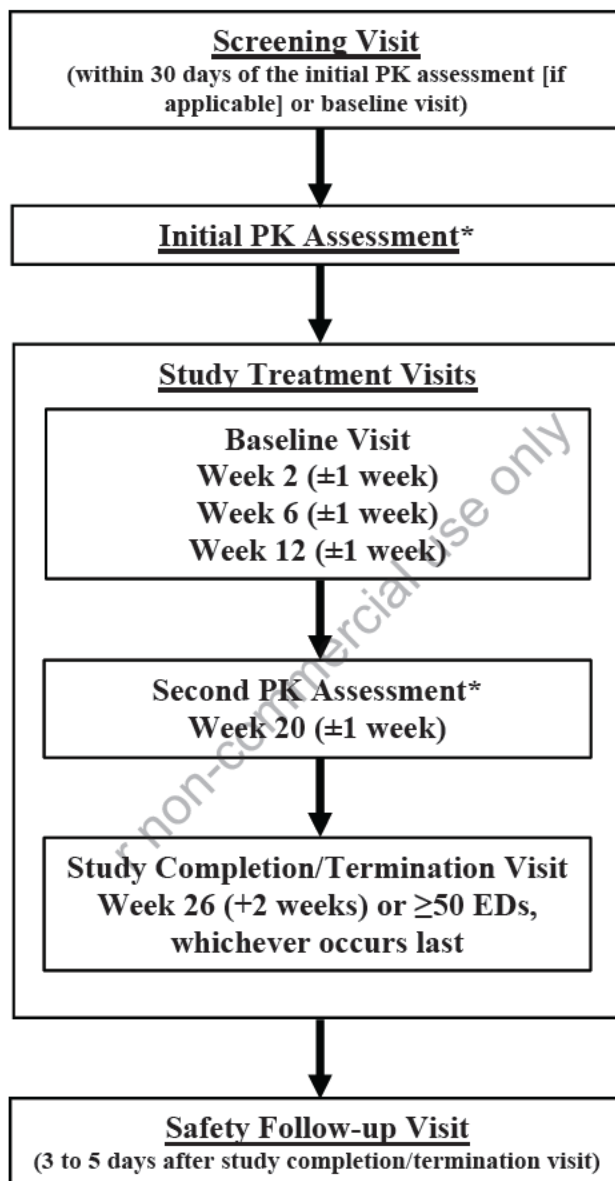 Screening Visit
(within 30 days of the initial PK assessment [if
applicable] or baseline visit)
Initial PK Assessment*
Study Treatment Visits
Baseline Visit
Week 2 (±1 week)
Week 6 (±1 week)
Week 12 (±1 week)
Second PK Assessment*
Week 20 (±1 week)
Study Completion/Termination Visit
Week 26 (+2 weeks) or ≥50 EDs,
whichever occurs last
Safety Follow-up Visit
(3 to 5 days after study completion/termination visit)
r non-commercial use only